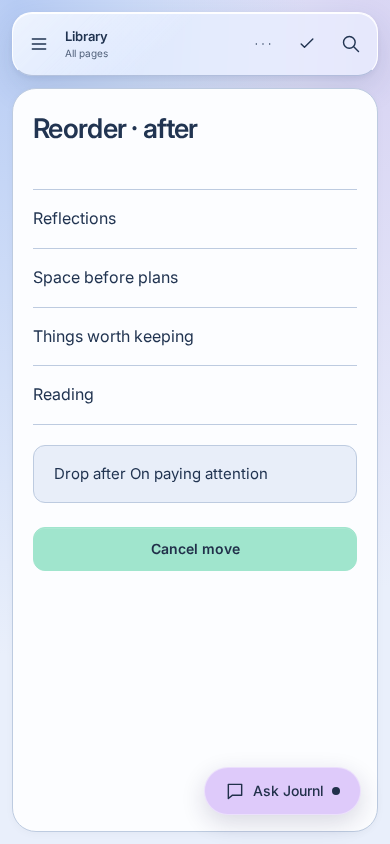 Library
All pages
Reorder · after
Reflections
Space before plans
Things worth keeping
Reading
Drop after On paying attention
Cancel move
Ask Journl